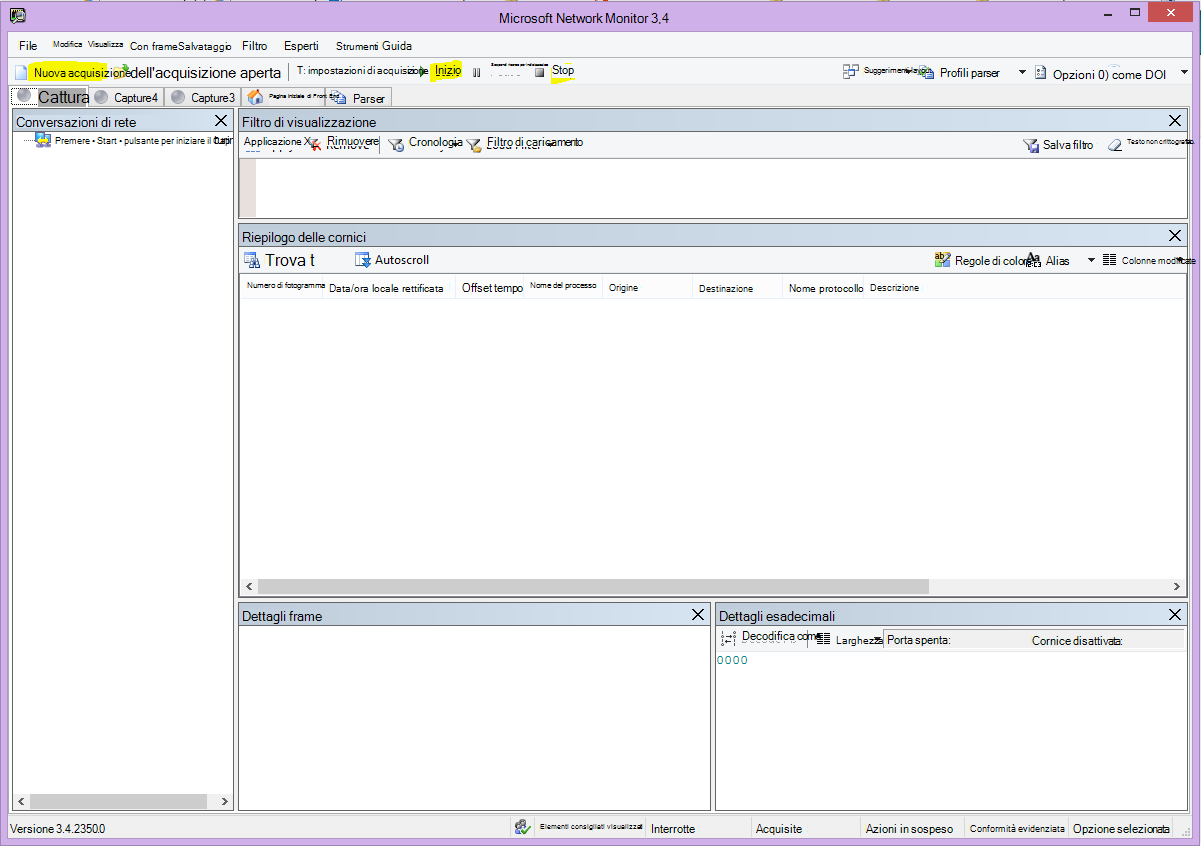 Microsoft Network Monitor 3,4
File Modifica Visualizza Con frameSalvataggio Filtro Esperti Strumenti Guida
Nuova acquisizione dell'acquisizione aperta T: impostazioni di acquisizione Inizio Stop Suggerimenti layout Profili parser Opzioni 0) come DOI
Cattura Capture4 Capture3 Pagina iniziale di Front End Parser
Conversazioni di rete
Premere • Start • pulsante per iniziare il
Filtro di visualizzazione
Applicazione Rimuovere Cronologia Filtro di caricamento Salva filtro Testo non crittografato.
Riepilogo delle cornici
Trova t Autoscroll Regole di colore Alias Colonne modificate
Numero di fotogramma Data/ora locale rettificata Offset tempo Nome del processo Origine Destinazione Nome protocollo Descrizione
Dettagli frame
Dettagli esadecimali
Decodifica come Larghezza Porta spenta: Cornice disattivata:
0000
Versione 3.4.2350.0 Elementi consigliati visualizzati Interrotte Acquisite Azioni in sospeso Conformità evidenziata Opzione selezionata